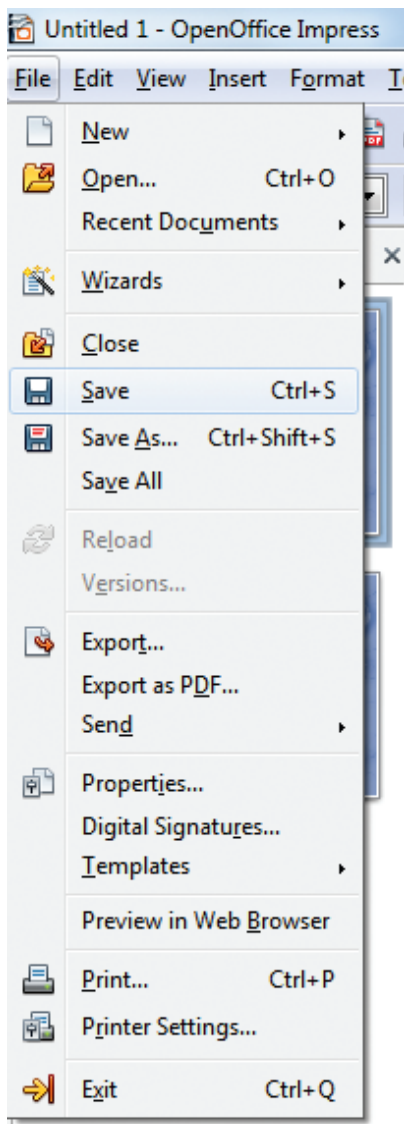 Untitled 1 - OpenOffice Impress
File Edit View Insert Format
New
Open... Ctrl+O
Recent Documents
Wizards
Close
Save Ctrl+S
Save As... Ctrl+Shift+S
Save All
Reload
Versions...
Export...
Export as PDF...
Send
Properties...
Digital Signatures...
Templates
Preview in Web Browser
Print... Ctrl+P
Printer Settings...
Exit Ctrl+Q